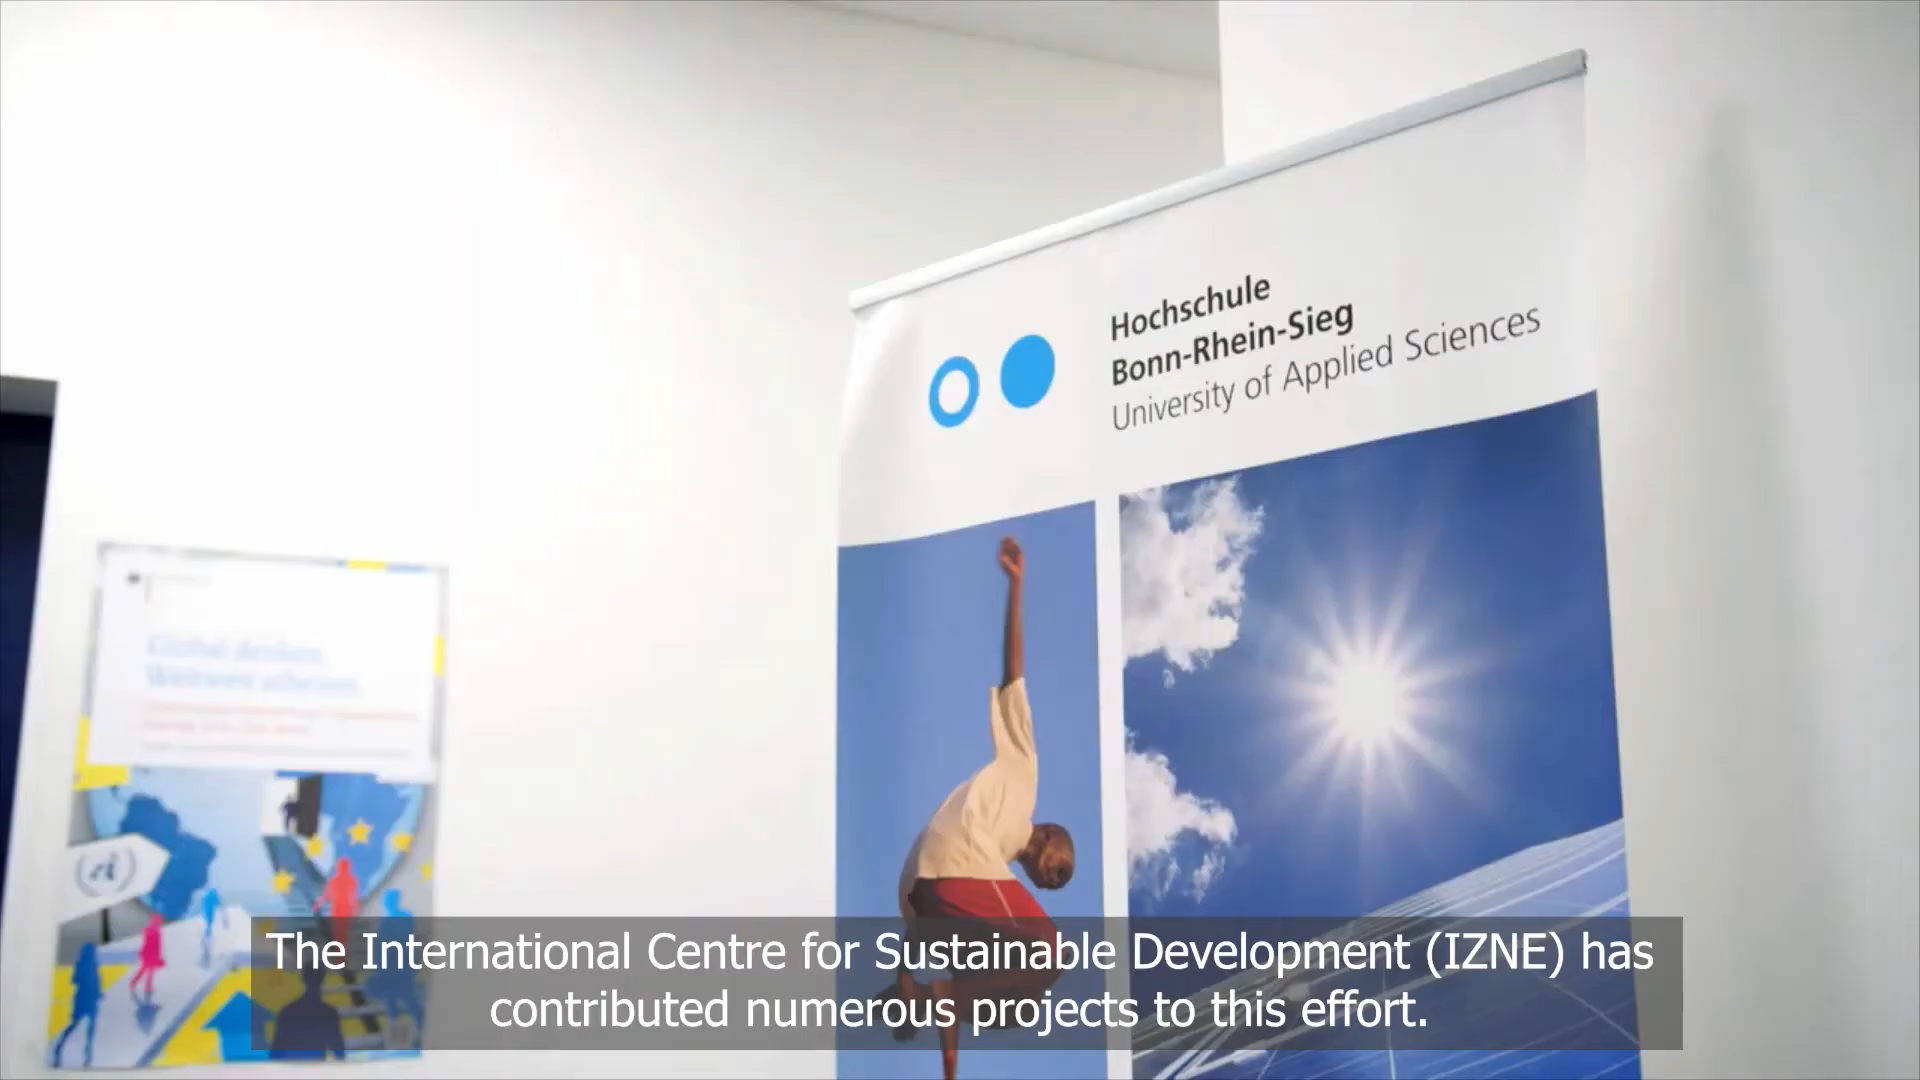 Hochschule
Bonn-Rhein-Sieg
University of Applied Sciences
The International Centre for Sustainable Development (IZNE) has
contributed numerous projects to this effort.